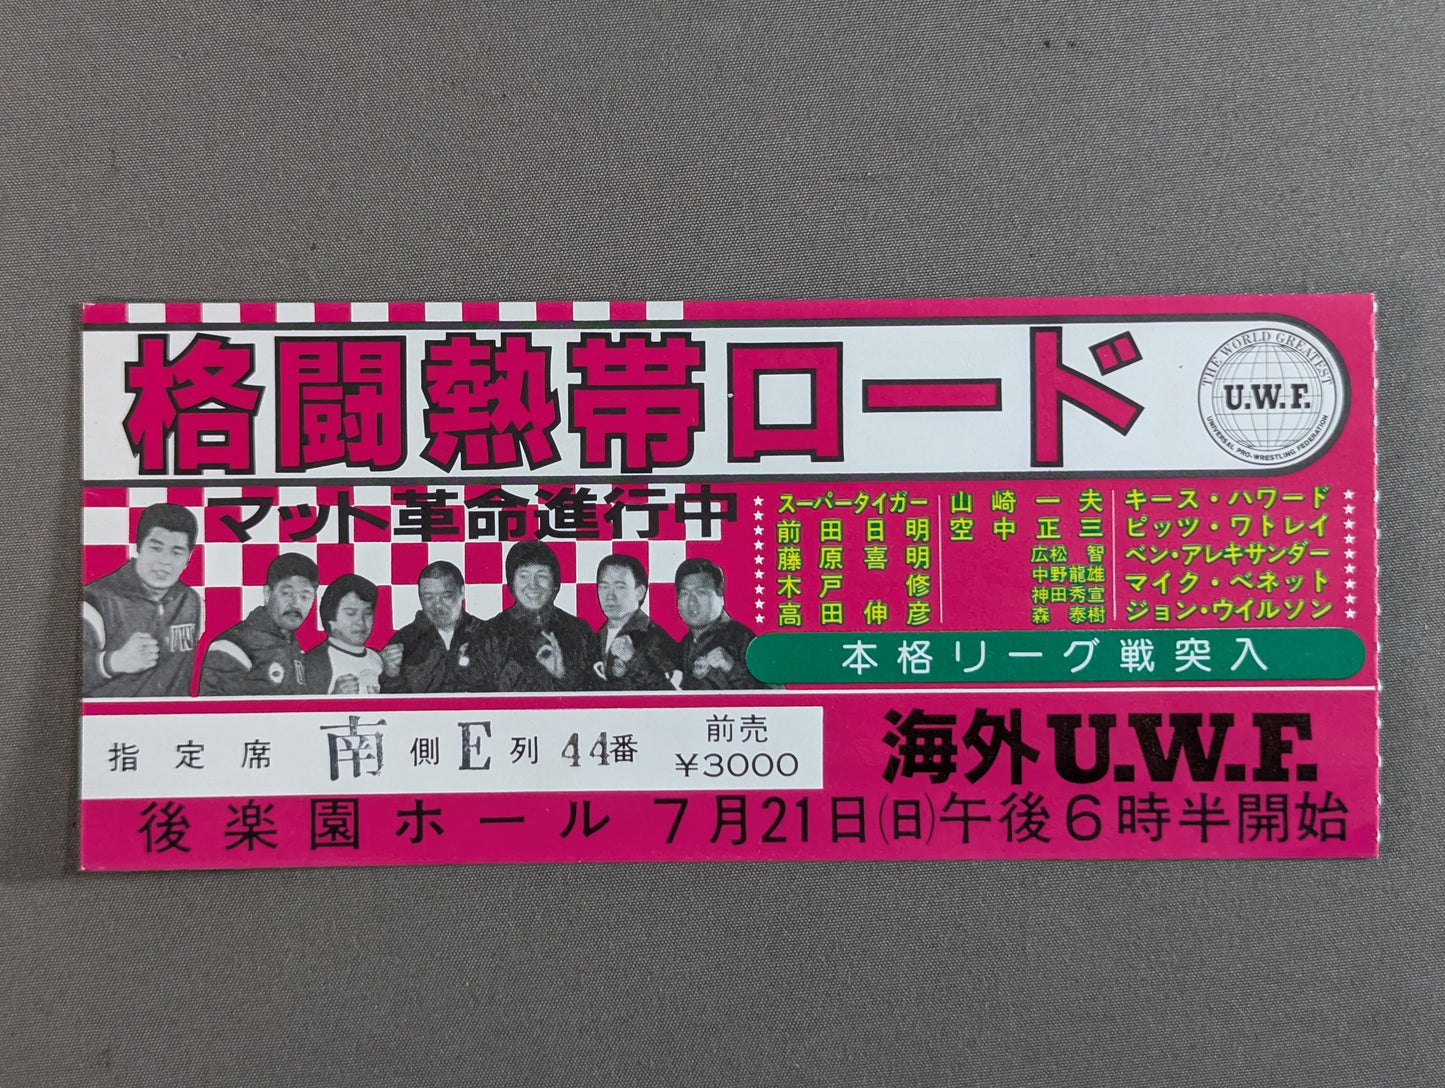 格闘熱帯ロード
THE WORLD GREATEST
U.W.F.
UNIVERSAL PRO-WRESTLING FEDERATION
マット革命進行中
スーパータイガー
前田日明
藤原喜明
木戸修
高田伸彦
山崎一夫
空中正三
広松智
中野龍雄
神田秀宣
森泰樹
キース・ハワード
ピッツ・ワトレイ
ベン・アレキサンダー
マイク・ベネット
ジョン・ウイルソン
本格リーグ戦突入
指定席 南側E列44番
前売
¥3000
海外U.W.F.
後楽園ホール 7月21日(日)午後6時半開始